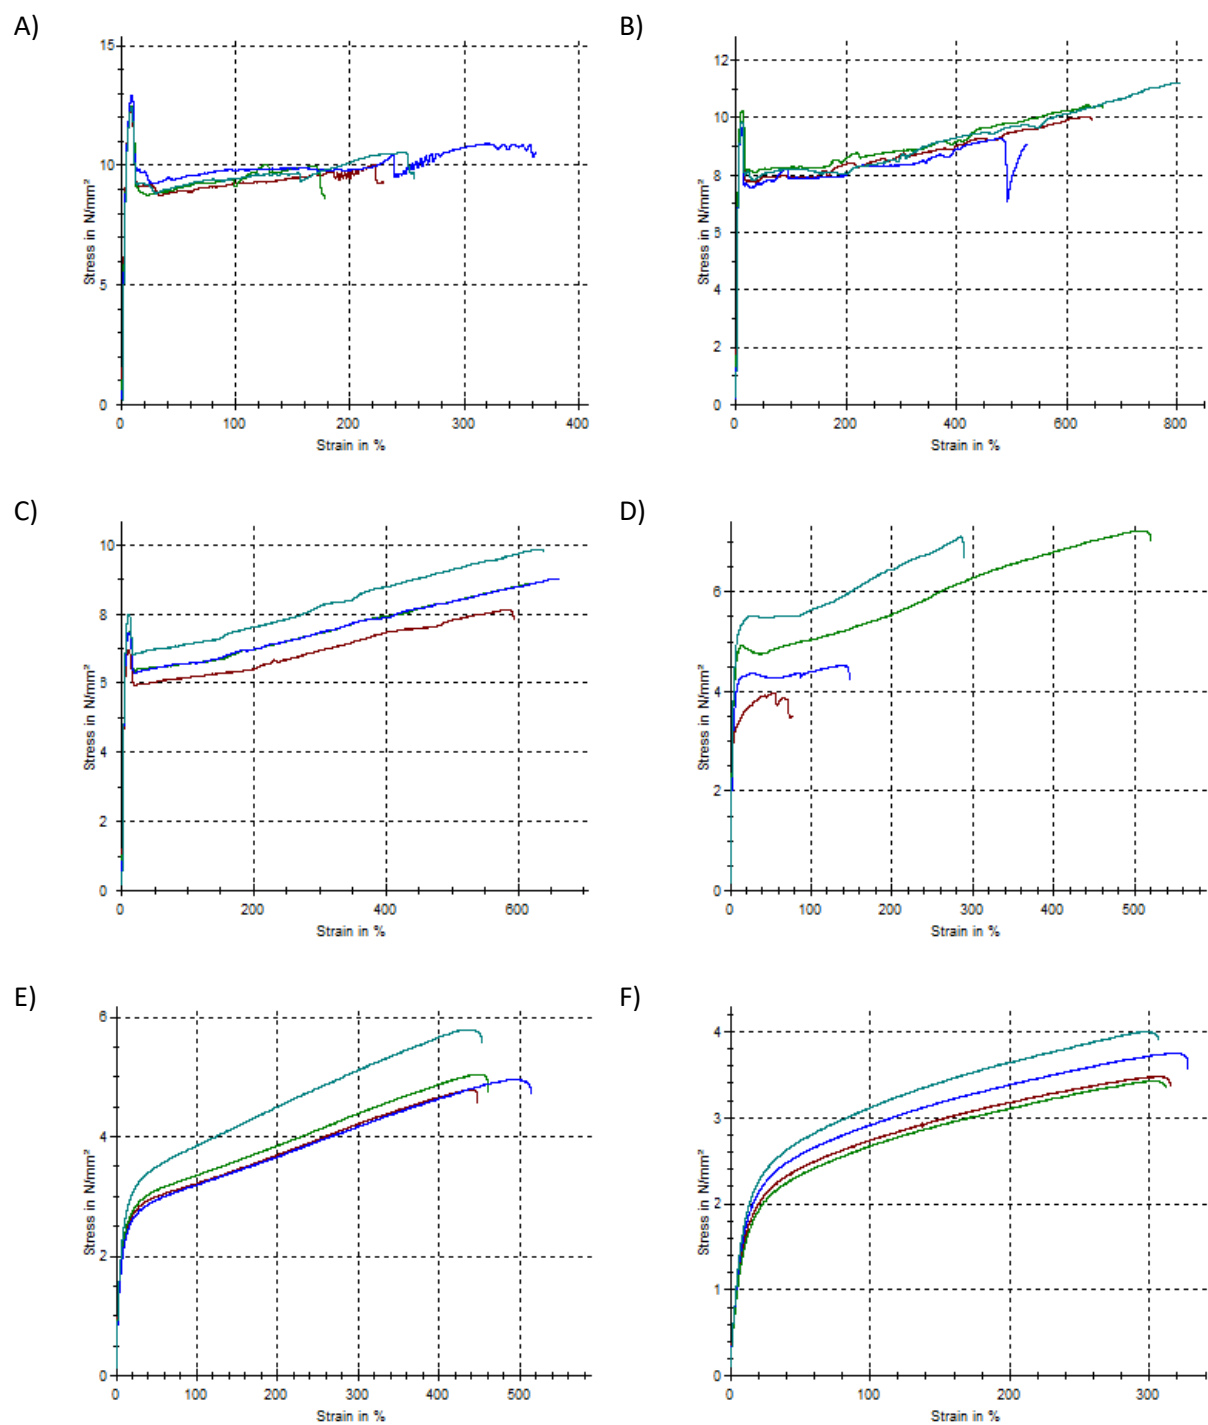 A)
B)
15
10
5
0
Stress in N/mm²
0 100 200 300 400
Strain in %
12
10
8
6
4
2
0
Stress in N/mm²
0 200 400 600 800
Strain in %
C)
D)
10
8
6
4
2
0
Stress in N/mm²
0 200 400 600
Strain in %
6
4
2
0
Stress in N/mm²
0 100 200 300 400 500
Strain in %
E)
F)
6
4
2
0
Stress in N/mm²
0 100 200 300 400 500
Strain in %
4
3
2
1
0
Stress in N/mm²
0 100 200 300
Strain in %